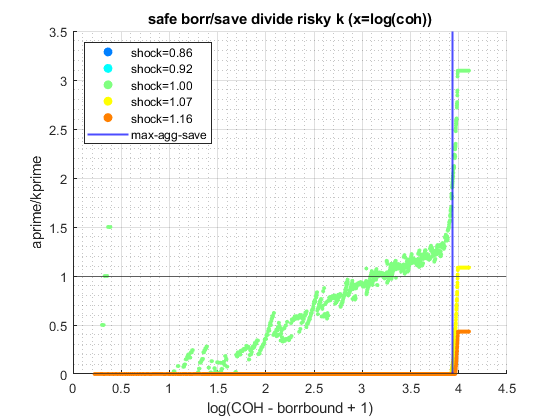 safe borr/save divide risky k (x=log(coh))
3.5
3
2.5
2
1.5
1
0.5
0
aprime/kprime
shock=0.86
shock=0.92
shock=1.00
shock=1.07
shock=1.16
max-agg-save
0 0.5 1 1.5 2 2.5 3 3.5 4 4.5
log(COH - borrbound + 1)